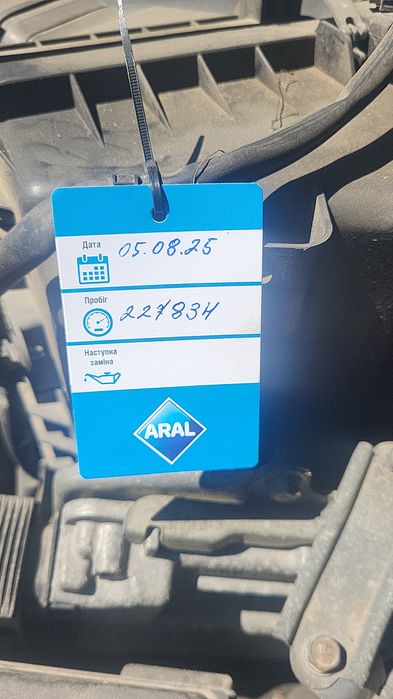 Дата
05.08.25
Пробіг
227834
Наступна
заміна
ARAL